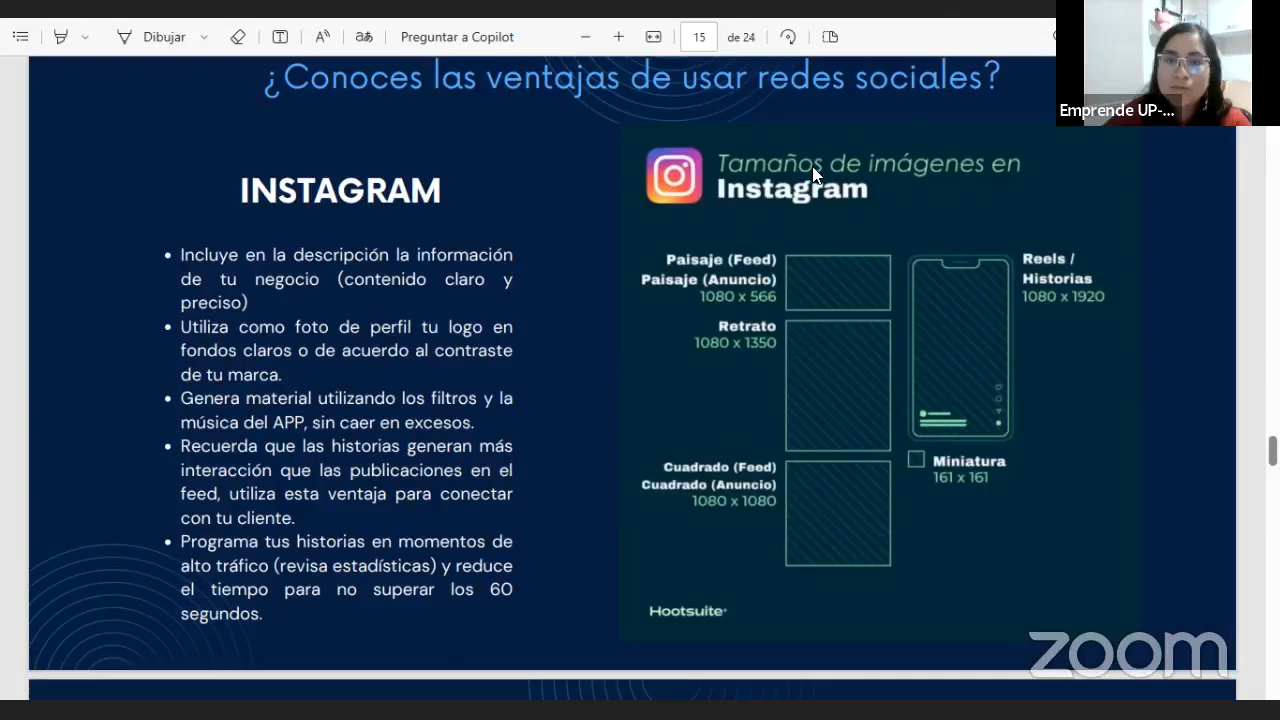 Dibujar
aあ
Preguntar a Copilot
15
de 24
Emprende UP-...
¿Conoces las ventajas de usar redes sociales?
INSTAGRAM
• Incluye en la descripción la información
de tu negocio (contenido claro y
preciso)
• Utiliza como foto de perfil tu logo en
fondos claros o de acuerdo al contraste
de tu marca.
• Genera material utilizando los filtros y la
música del APP, sin caer en excesos.
• Recuerda que las historias generan más
interacción que las publicaciones en el
feed, utiliza esta ventaja para conectar
con tu cliente.
• Programa tus historias en momentos de
alto tráfico (revisa estadísticas) y reduce
el tiempo para no superar los 60
segundos.
Tamaños de imágenes en
Instagram
Paisaje (Feed)
Paisaje (Anuncio)
1080 x 566
Retrato
1080 x 1350
Cuadrado (Feed)
Cuadrado (Anuncio)
1080 x 1080
Reels /
Historias
1080 x 1920
Miniatura
161 x 161
Hootsuite
zoom